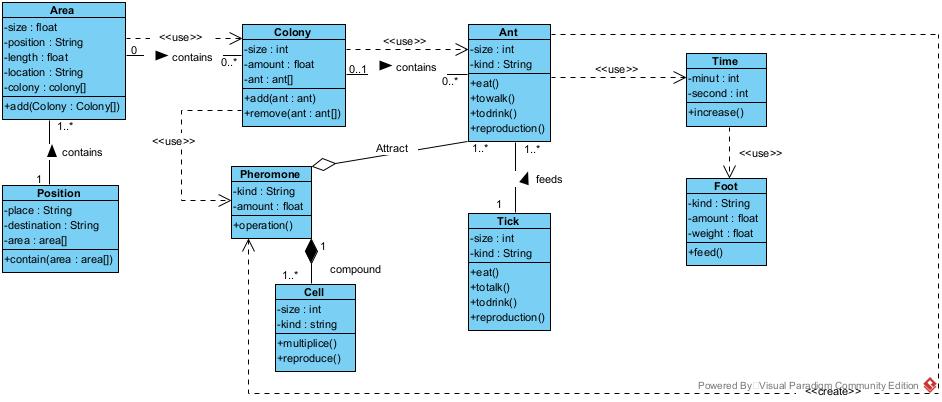 Area
-size : float
-position : String
-length : float
-location : String
-colony : colony[]
+add(Colony : Colony[])
<<use>>
0
contains
0..*
Colony
-size : int
-amount : float
-ant : ant[]
+add(ant : ant)
+remove(ant : ant[])
<<use>>
0..1
contains
0..*
Ant
-size : int
-kind : String
+eat()
+towalk()
+todrink()
+reproduction()
<<use>>
Time
-minut : int
-second : int
+increase()
<<use>>
Foot
-kind : String
-amount : float
-weight : float
+feed()
1..*
contains
1
Position
-place : String
-destination : String
-area : area[]
+contain(area : area[])
<<use>>
Pheromone
-kind : String
-amount : float
+operation()
Attract
1..*
1..*
feeds
1
Tick
-size : int
-kind : String
+eat()
+totalk()
+todrink()
+reproduction()
1
compound
1..*
Cell
-size : int
-kind : string
+multiplice()
+reproduce()
Powered By Visual Paradigm Community Edition
<<create>>